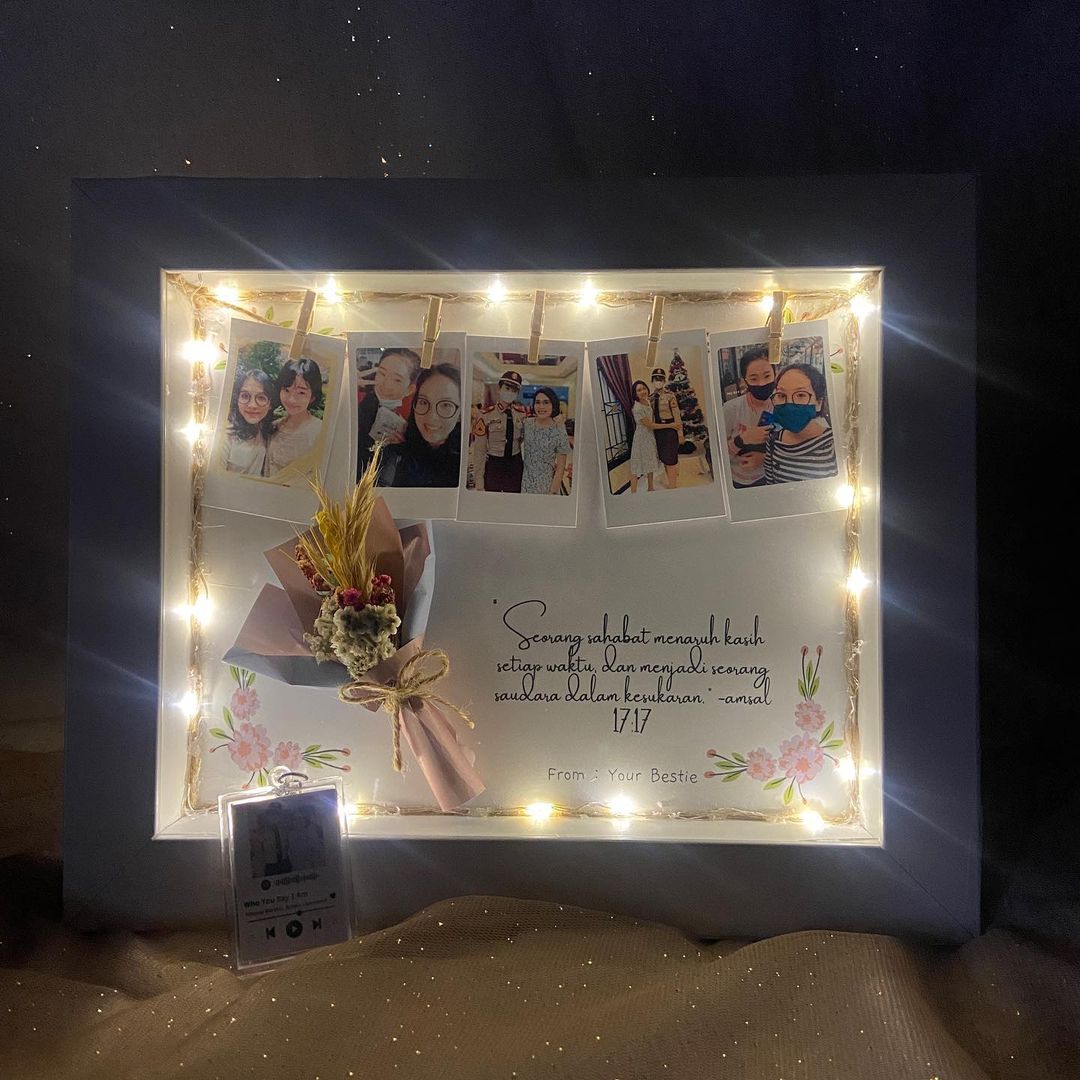 "Seorang sahabat menaruh kasih
setiap waktu, dan menjadi seorang
saudara dalam kesukaran." -amsal
17:17
From : Your Bestie
Who You Say I Am